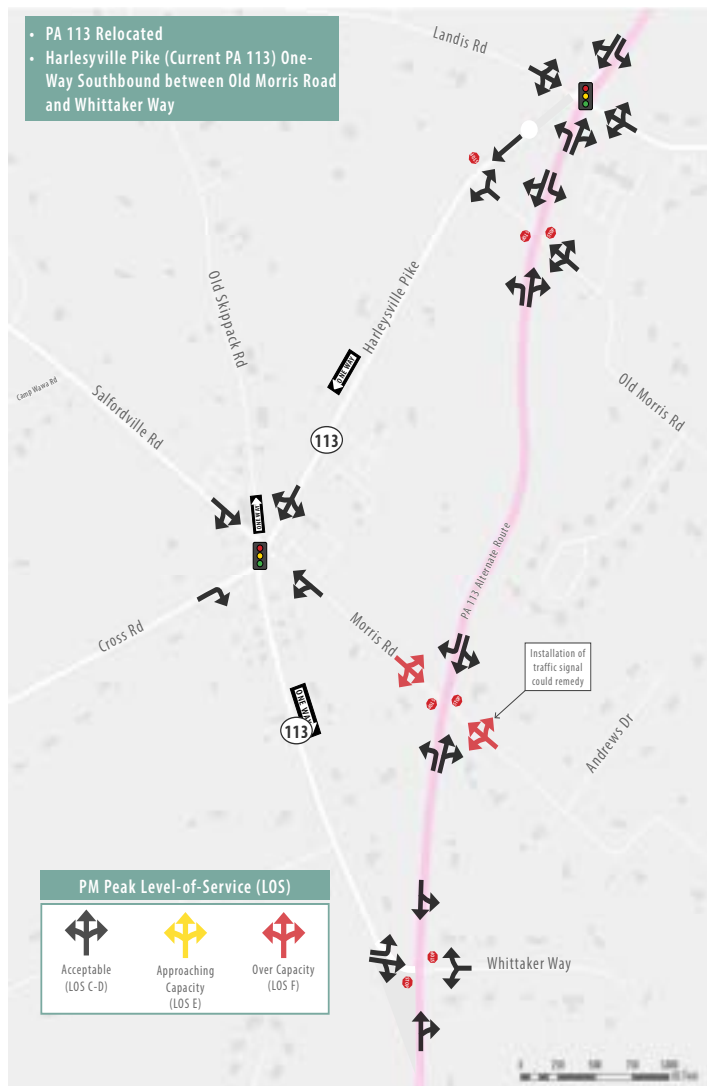 • PA 113 Relocated
• Harlesyville Pike (Current PA 113) One-
Way Southbound between Old Morris Road
and Whittaker Way
Landis Rd
Old Skippack Rd
Harleysville Pike
ONE WAY
Camp Wawa Rd
Salfordville Rd
Old Morris Rd
113
ONE WAY
PA 113 Alternate Route
Cross Rd
Morris Rd
Installation of
traffic signal
could remedy
ONE WAY
113
Andrews Dr
PM Peak Level-of-Service (LOS)
Acceptable
(LOS C-D)
Approaching
Capacity
(LOS E)
Over Capacity
(LOS F)
Whittaker Way